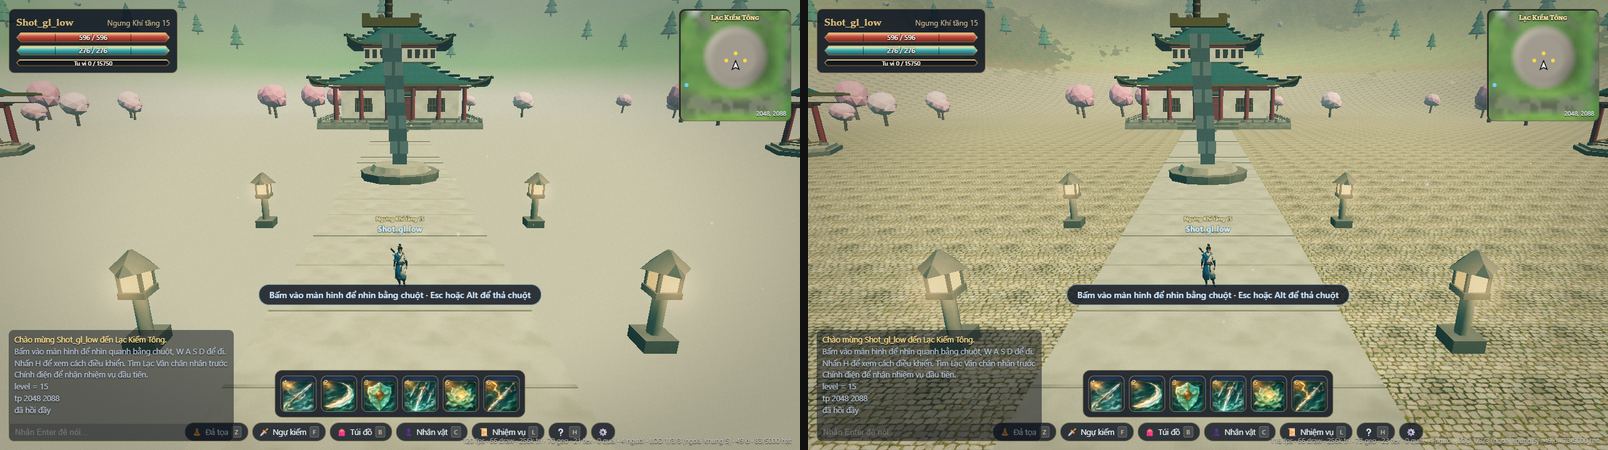 Shot_gl_low
Ngưng Khí tầng 15
596 / 596
276 / 276
Tu vi 0 / 15750
LẠC KIẾM TÔNG
2048, 2088
Ngưng Khí tầng 15
Shot_gl_low
Bấm vào màn hình để nhìn bằng chuột - Esc hoặc Alt để thả chuột
Chào mừng Shot_gl_low đến Lạc Kiếm Tông.
Bấm vào màn hình để nhìn quanh bằng chuột, W A S D để đi.
Nhấn H để xem cách điều khiển. Tìm Lạc Vân chân nhân trước
Chính điện để nhận nhiệm vụ đầu tiên.
level = 15
tp 2048 2088
đã hồi đầy
Nhấn Enter để nói
Đả tọa Z
Ngự kiếm F
Túi đồ B
Nhân vật C
Nhiệm vụ L
? H
Shot_gl_low
Ngưng Khí tầng 15
596 / 596
276 / 276
Tu vi 0 / 15750
LẠC KIẾM TÔNG
2048, 2088
Ngưng Khí tầng 15
Shot_gl_low
Bấm vào màn hình để nhìn bằng chuột - Esc hoặc Alt để thả chuột
Chào mừng Shot_gl_low đến Lạc Kiếm Tông.
Bấm vào màn hình để nhìn quanh bằng chuột, W A S D để đi.
Nhấn H để xem cách điều khiển. Tìm Lạc Vân chân nhân trước
Chính điện để nhận nhiệm vụ đầu tiên.
level = 15
tp 2048 2088
đã hồi đầy
Nhấn Enter để nói
Đả tọa Z
Ngự kiếm F
Túi đồ B
Nhân vật C
Nhiệm vụ L
? H